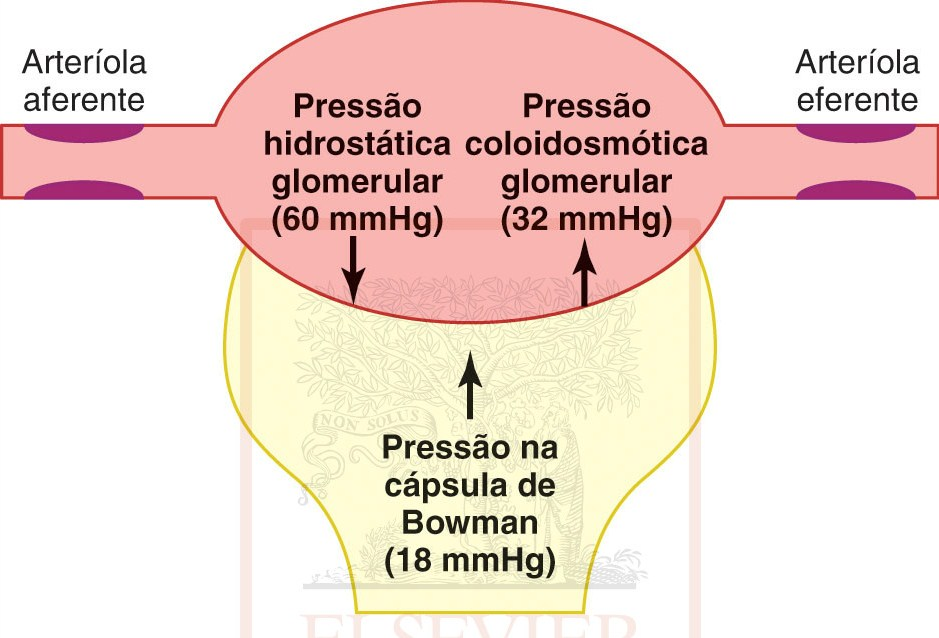 Arteríola
aferente
Arteríola
eferente
Pressão
hidrostática
glomerular
(60 mmHg)
Pressão
coloidosmótica
glomerular
(32 mmHg)
NON SOLUS
Pressão na
cápsula de
Bowman
(18 mmHg)
ELSEVIER